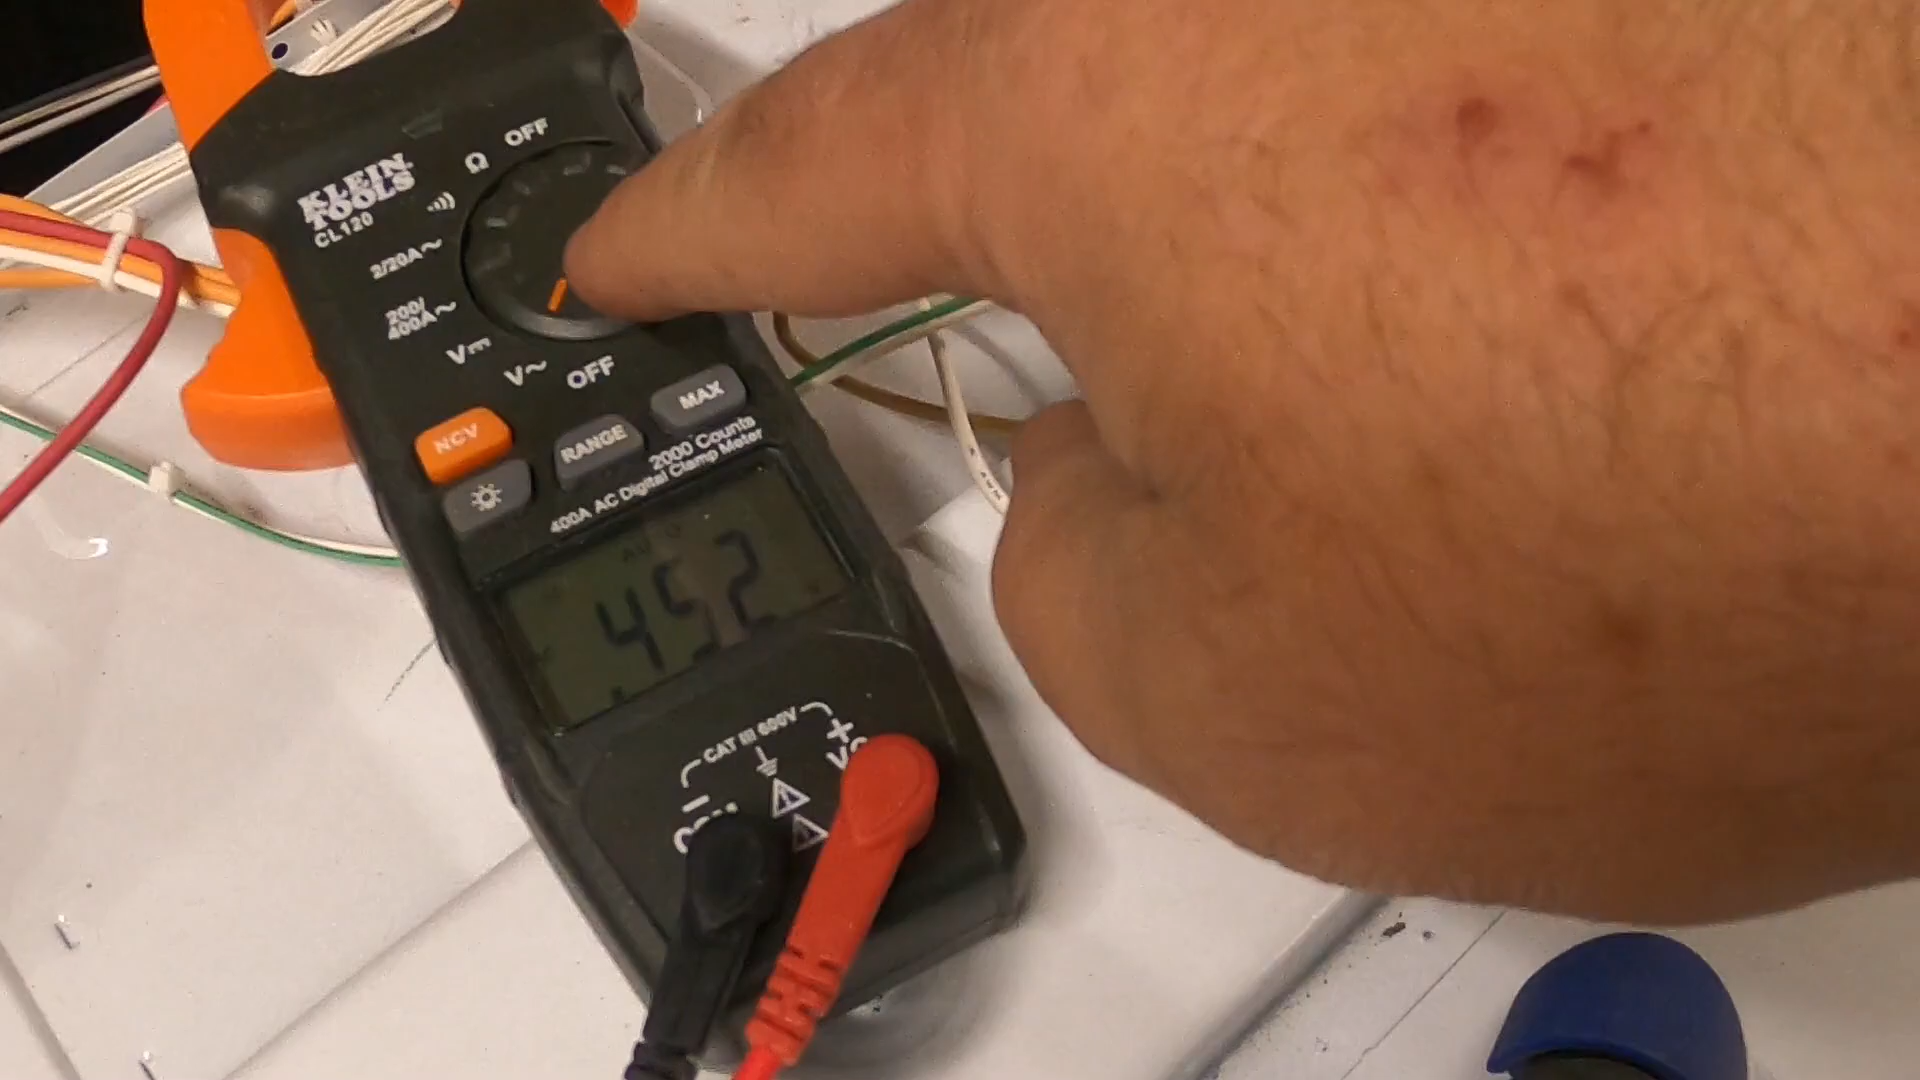 OFF
Ω
KLEIN
TOOLS
CL120
2/20A~
200/
400A~
V⎓
V~
OFF
NCV
RANGE
MAX
2000 Counts
400A AC Digital Clamp Meter
AUTO
452
CAT III 600V
+
−